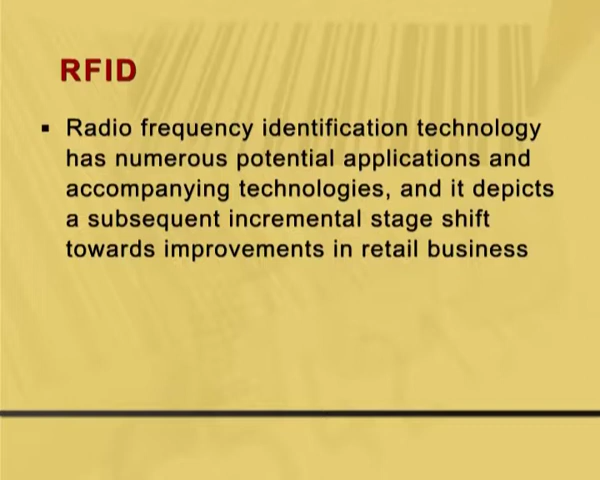 RFID
▪ Radio frequency identification technology
has numerous potential applications and
accompanying technologies, and it depicts
a subsequent incremental stage shift
towards improvements in retail business